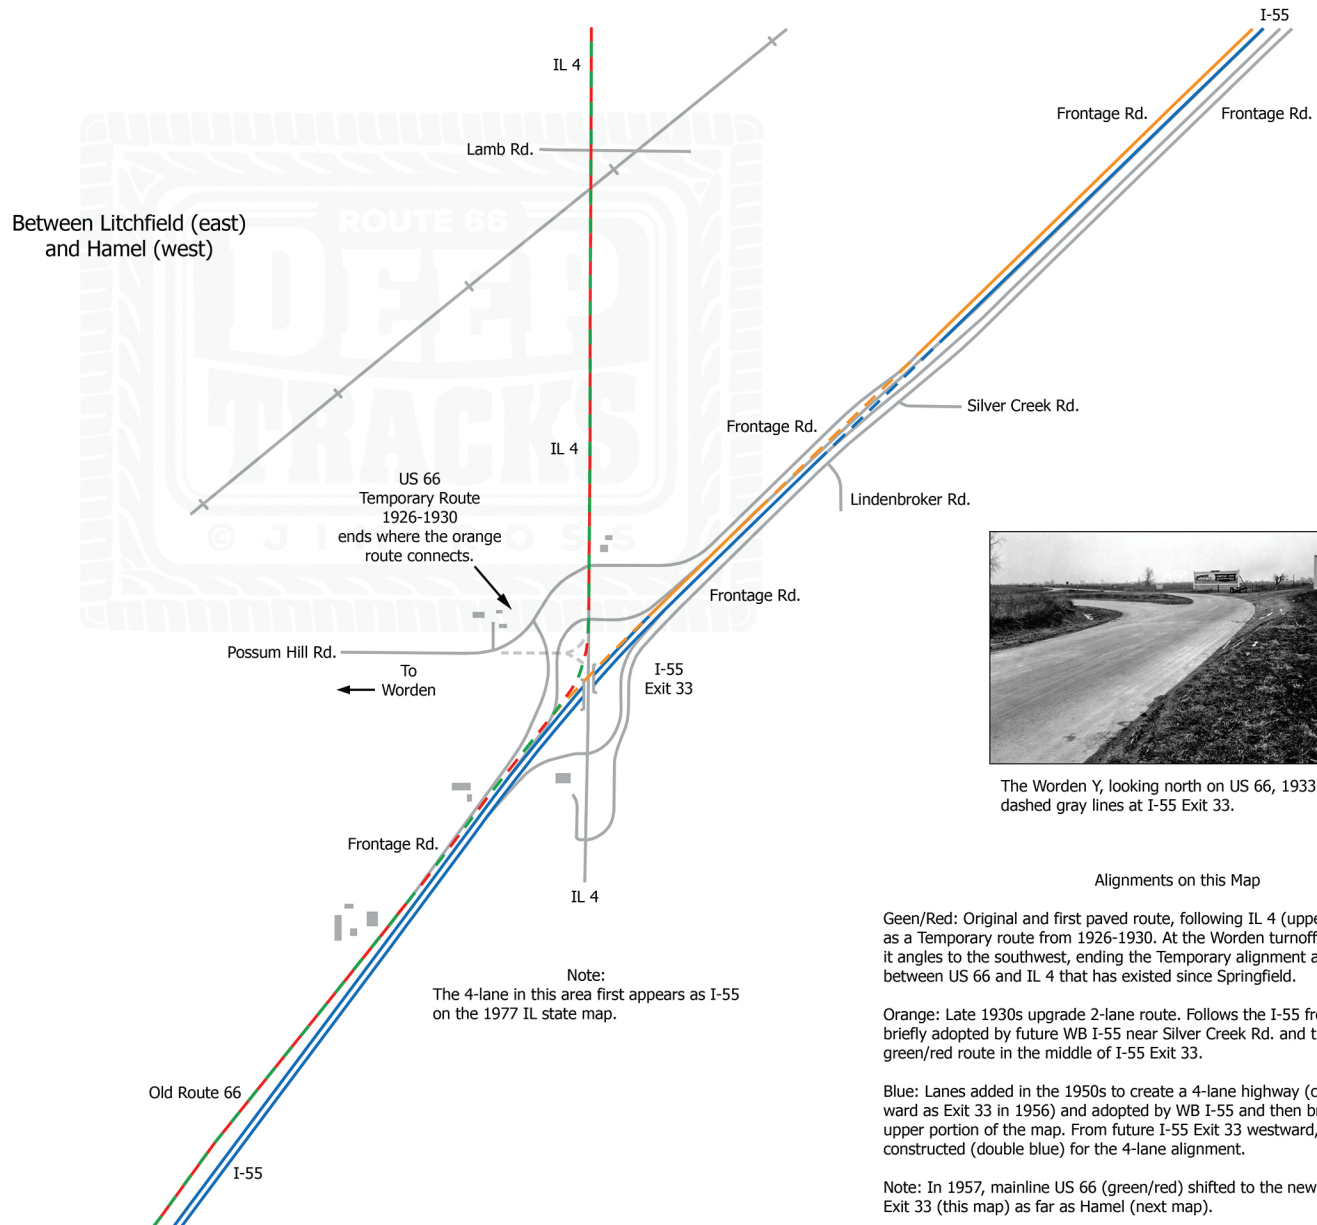 I-55
IL 4
Frontage Rd.
Frontage Rd.
Lamb Rd.
Between Litchfield (east)
and Hamel (west)
ROUTE 66
DEEP
TRACKS
© JIM ROSS
Silver Creek Rd.
Frontage Rd.
IL 4
US 66
Temporary Route
1926-1930
ends where the orange
route connects.
Lindenbroker Rd.
Frontage Rd.
Possum Hill Rd.
To
Worden
I-55
Exit 33
The Worden Y, looking north on US 66, 1933
dashed gray lines at I-55 Exit 33.
Frontage Rd.
IL 4
Alignments on this Map
Geen/Red: Original and first paved route, following IL 4 (upp
as a Temporary route from 1926-1930. At the Worden turnoff
it angles to the southwest, ending the Temporary alignment a
between US 66 and IL 4 that has existed since Springfield.
Note:
The 4-lane in this area first appears as I-55
on the 1977 IL state map.
Orange: Late 1930s upgrade 2-lane route. Follows the I-55 fr
briefly adopted by future WB I-55 near Silver Creek Rd. and t
green/red route in the middle of I-55 Exit 33.
Old Route 66
Blue: Lanes added in the 1950s to create a 4-lane highway (
ward as Exit 33 in 1956) and adopted by WB I-55 and then b
upper portion of the map. From future I-55 Exit 33 westward,
constructed (double blue) for the 4-lane alignment.
I-55
Note: In 1957, mainline US 66 (green/red) shifted to the new
Exit 33 (this map) as far as Hamel (next map).